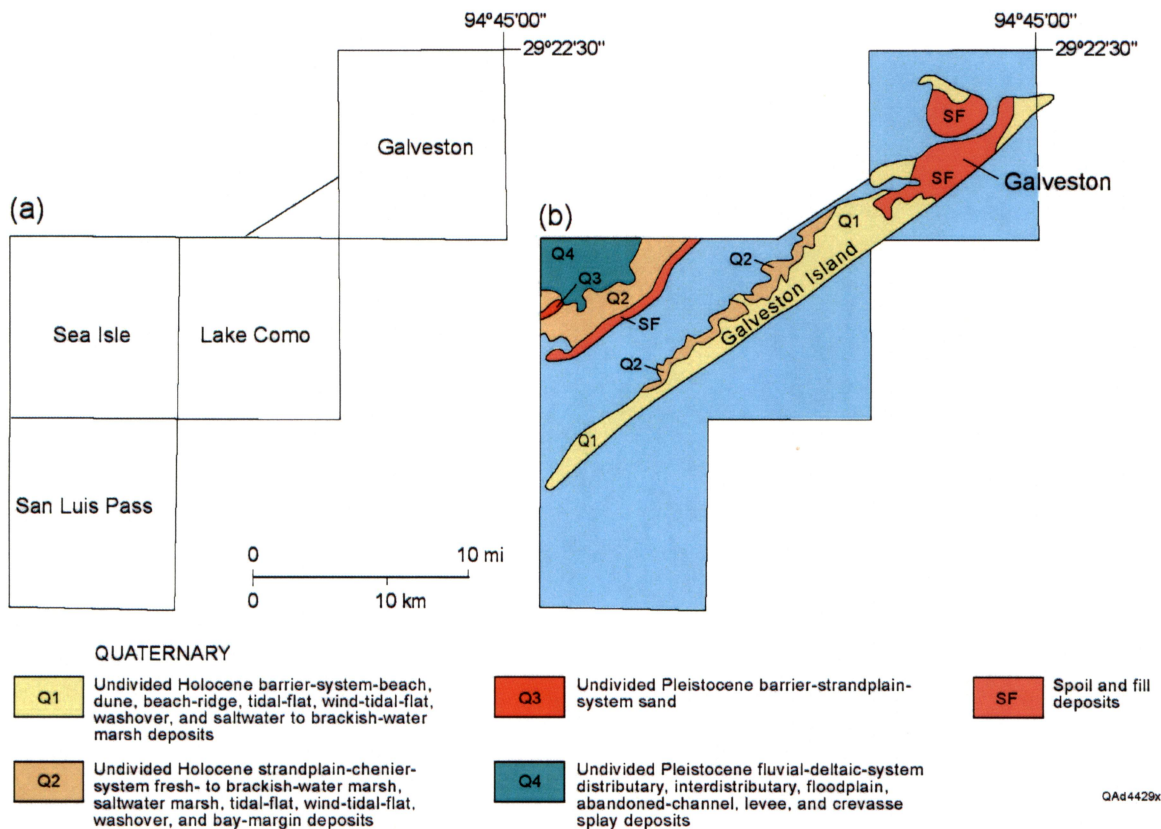 94°45'00"
29°22'30"
Galveston
(a)
Sea Isle
Lake Como
San Luis Pass
0 10 mi
0 10 km
94°45'00"
29°22'30"
SF
SF
Galveston
(b)
Q1
Q4
Q2
Q3
Q2
Galveston Island
SF
Q2
Q1
QUATERNARY
Q1
Undivided Holocene barrier-system-beach,
dune, beach-ridge, tidal-flat, wind-tidal-flat,
washover, and saltwater to brackish-water
marsh deposits
Q2
Undivided Holocene strandplain-chenier-
system fresh- to brackish-water marsh,
saltwater marsh, tidal-flat, wind-tidal-flat,
washover, and bay-margin deposits
Q3
Undivided Pleistocene barrier-strandplain-
system sand
Q4
Undivided Pleistocene fluvial-deltaic-system
distributary, interdistributary, floodplain,
abandoned-channel, levee, and crevasse
splay deposits
SF
Spoil and fill
deposits
QAd4429x